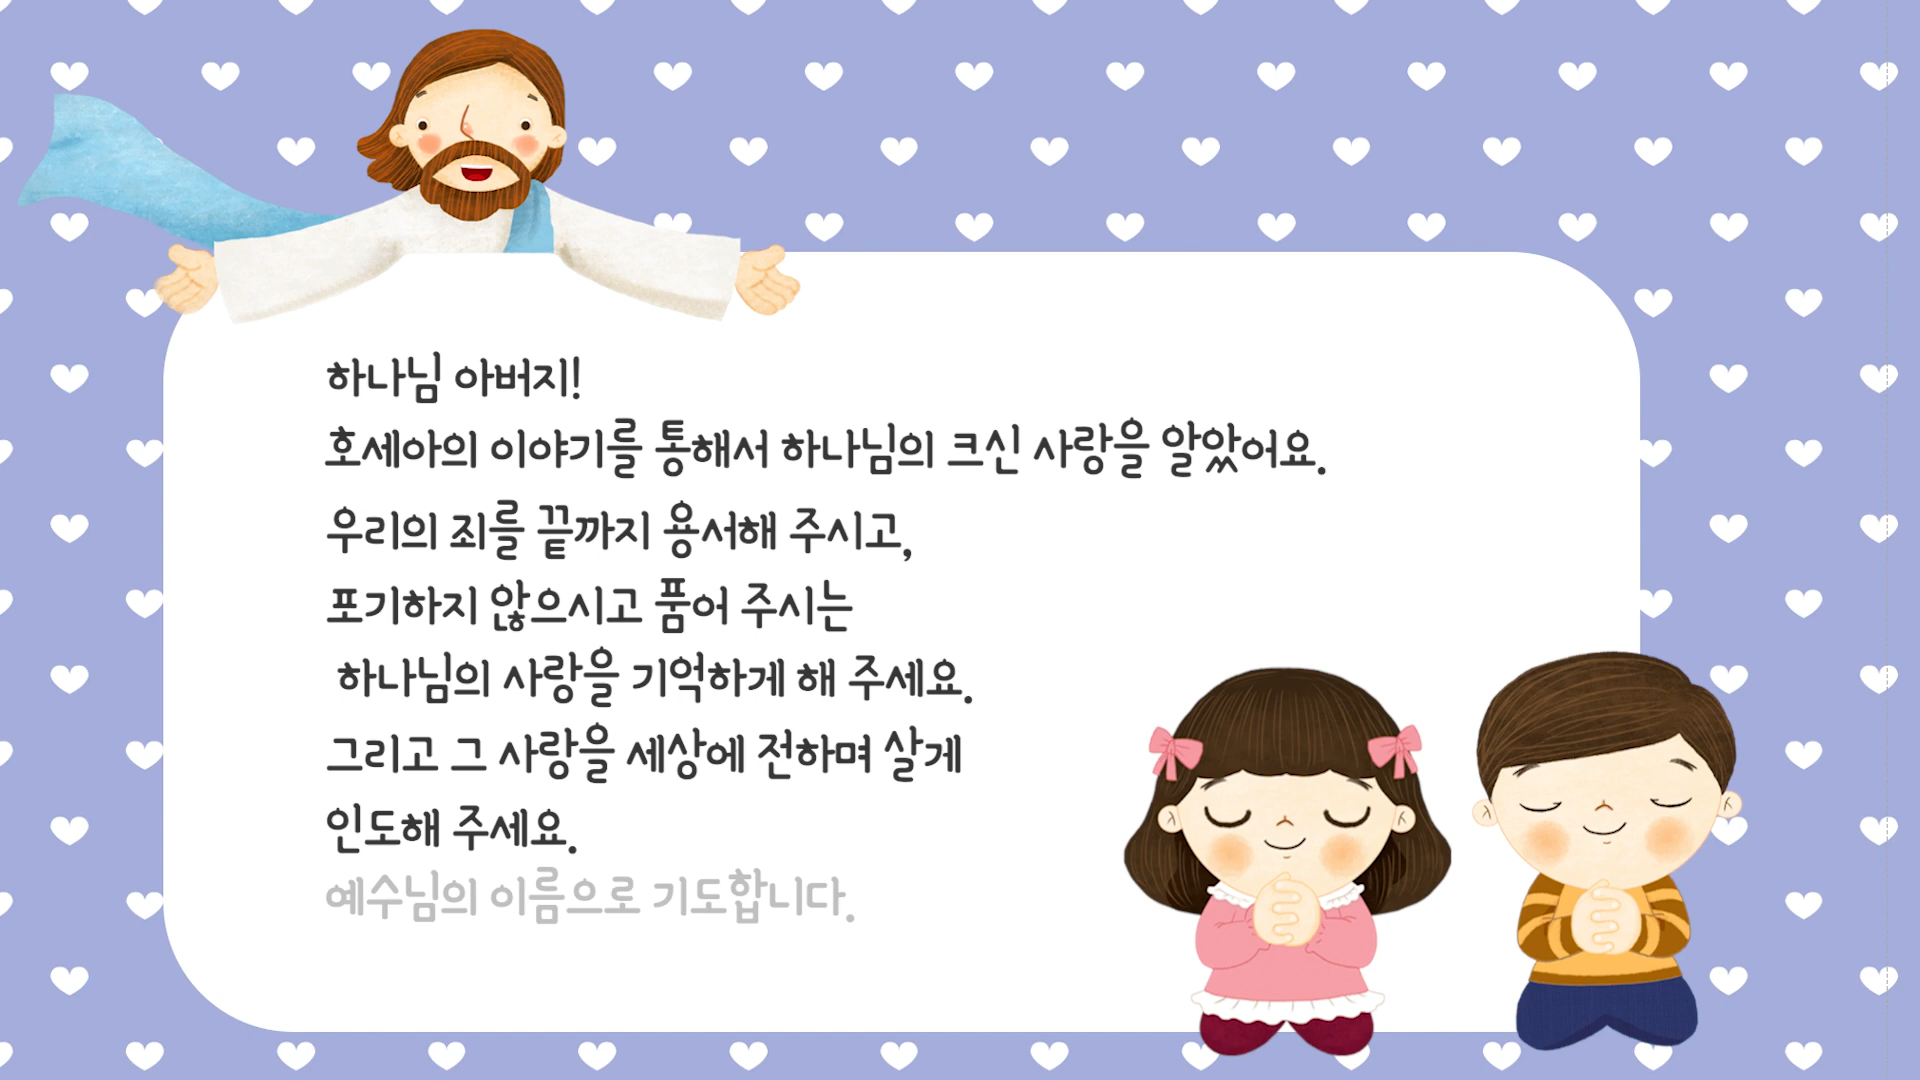 하나님 아버지!
호세아의 이야기를 통해서 하나님의 크신 사랑을 알았어요.
우리의 죄를 끝까지 용서해 주시고,
포기하지 않으시고 품어 주시는
하나님의 사랑을 기억하게 해 주세요.
그리고 그 사랑을 세상에 전하며 살게
인도해 주세요.
예수님의 이름으로 기도합니다.